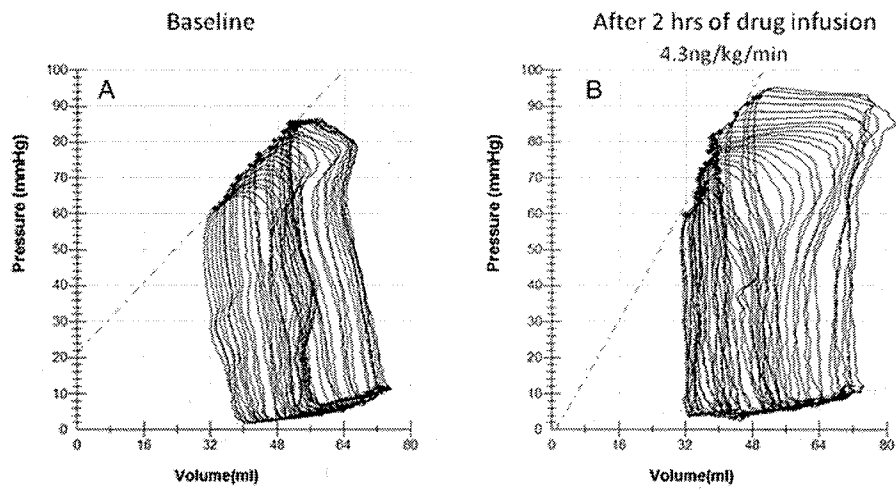 Baseline
After 2 hrs of drug infusion
4.3ng/kg/min
A
100
90
80
70
60
50
40
30
20
10
0
Pressure (mmHg)
0 16 32 48 64 80
Volume(ml)
B
100
90
80
70
60
50
40
30
20
10
0
Pressure (mmHg)
0 16 32 48 64 80
Volume(ml)